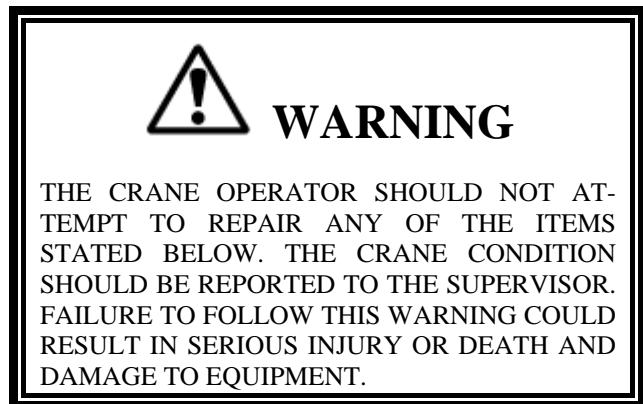 WARNING
THE CRANE OPERATOR SHOULD NOT AT-
TEMPT TO REPAIR ANY OF THE ITEMS
STATED BELOW. THE CRANE CONDITION
SHOULD BE REPORTED TO THE SUPERVISOR.
FAILURE TO FOLLOW THIS WARNING COULD
RESULT IN SERIOUS INJURY OR DEATH AND
DAMAGE TO EQUIPMENT.